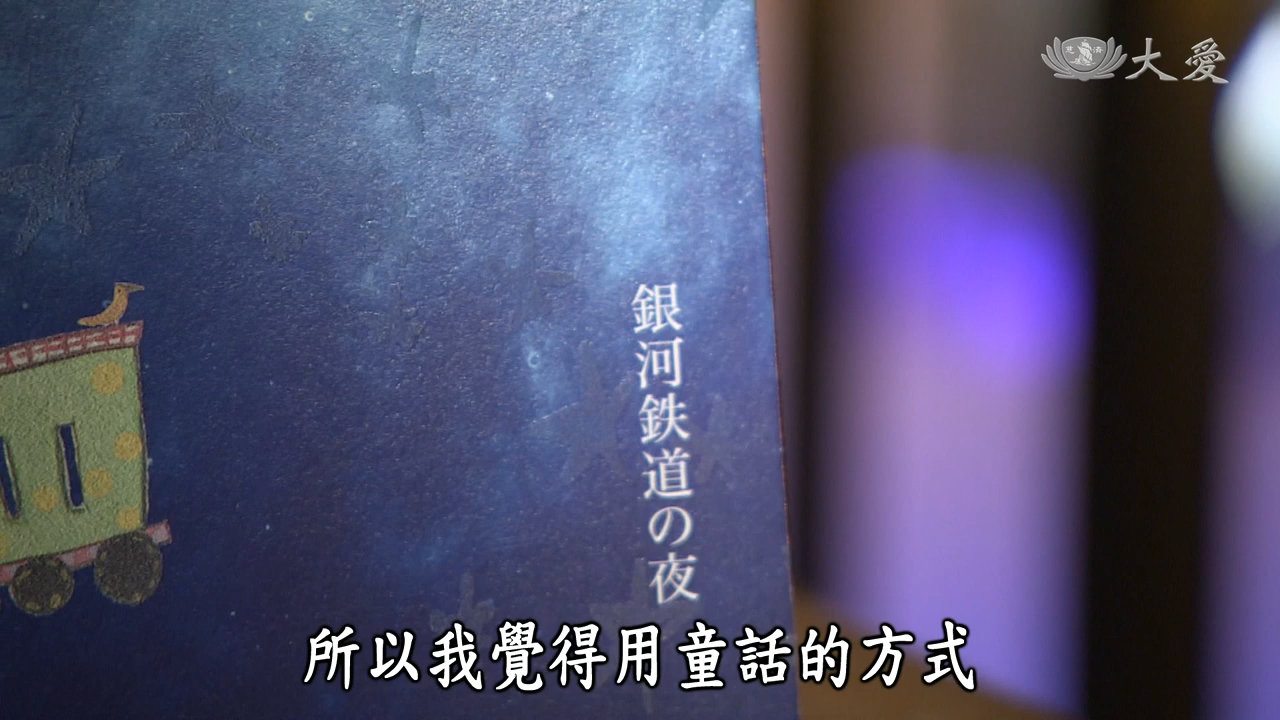 大愛
銀河鉄道の夜
所以我覺得用童話的方式